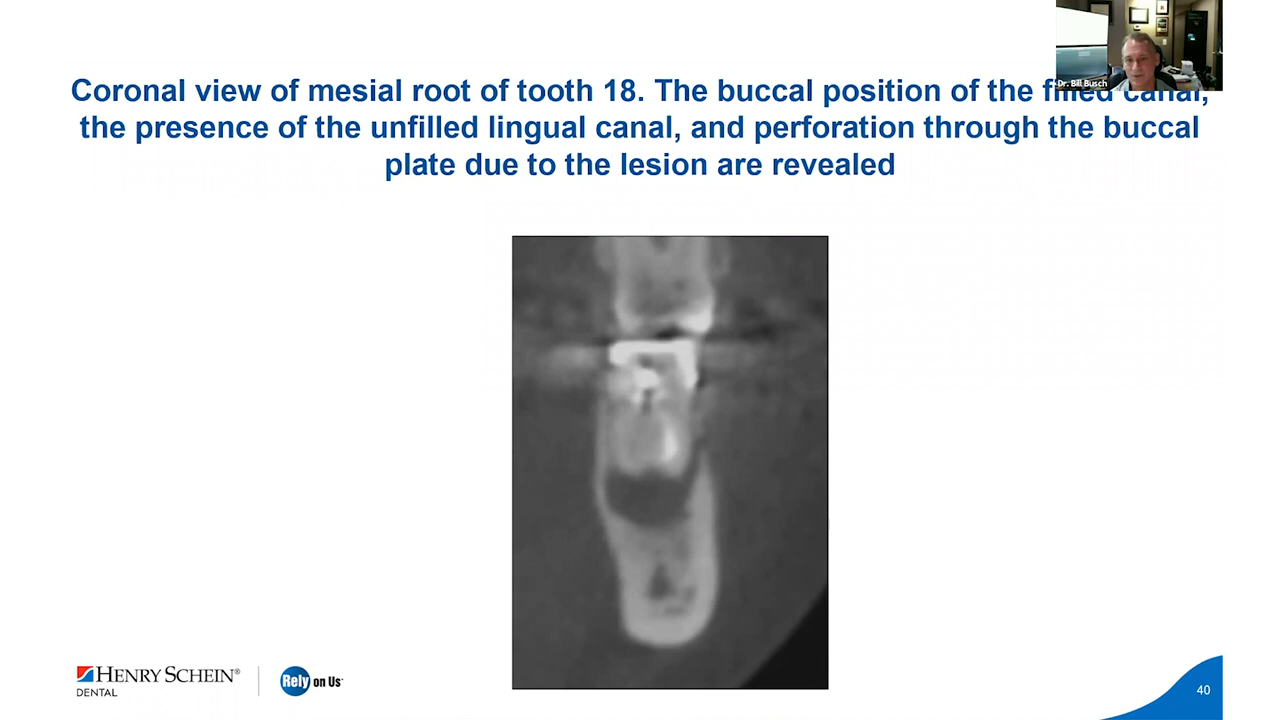 Dr. Bill Busch
Coronal view of mesial root of tooth 18. The buccal position of the filled canal,
the presence of the unfilled lingual canal, and perforation through the buccal
plate due to the lesion are revealed
HENRY SCHEIN®
DENTAL
Rely on Us
40